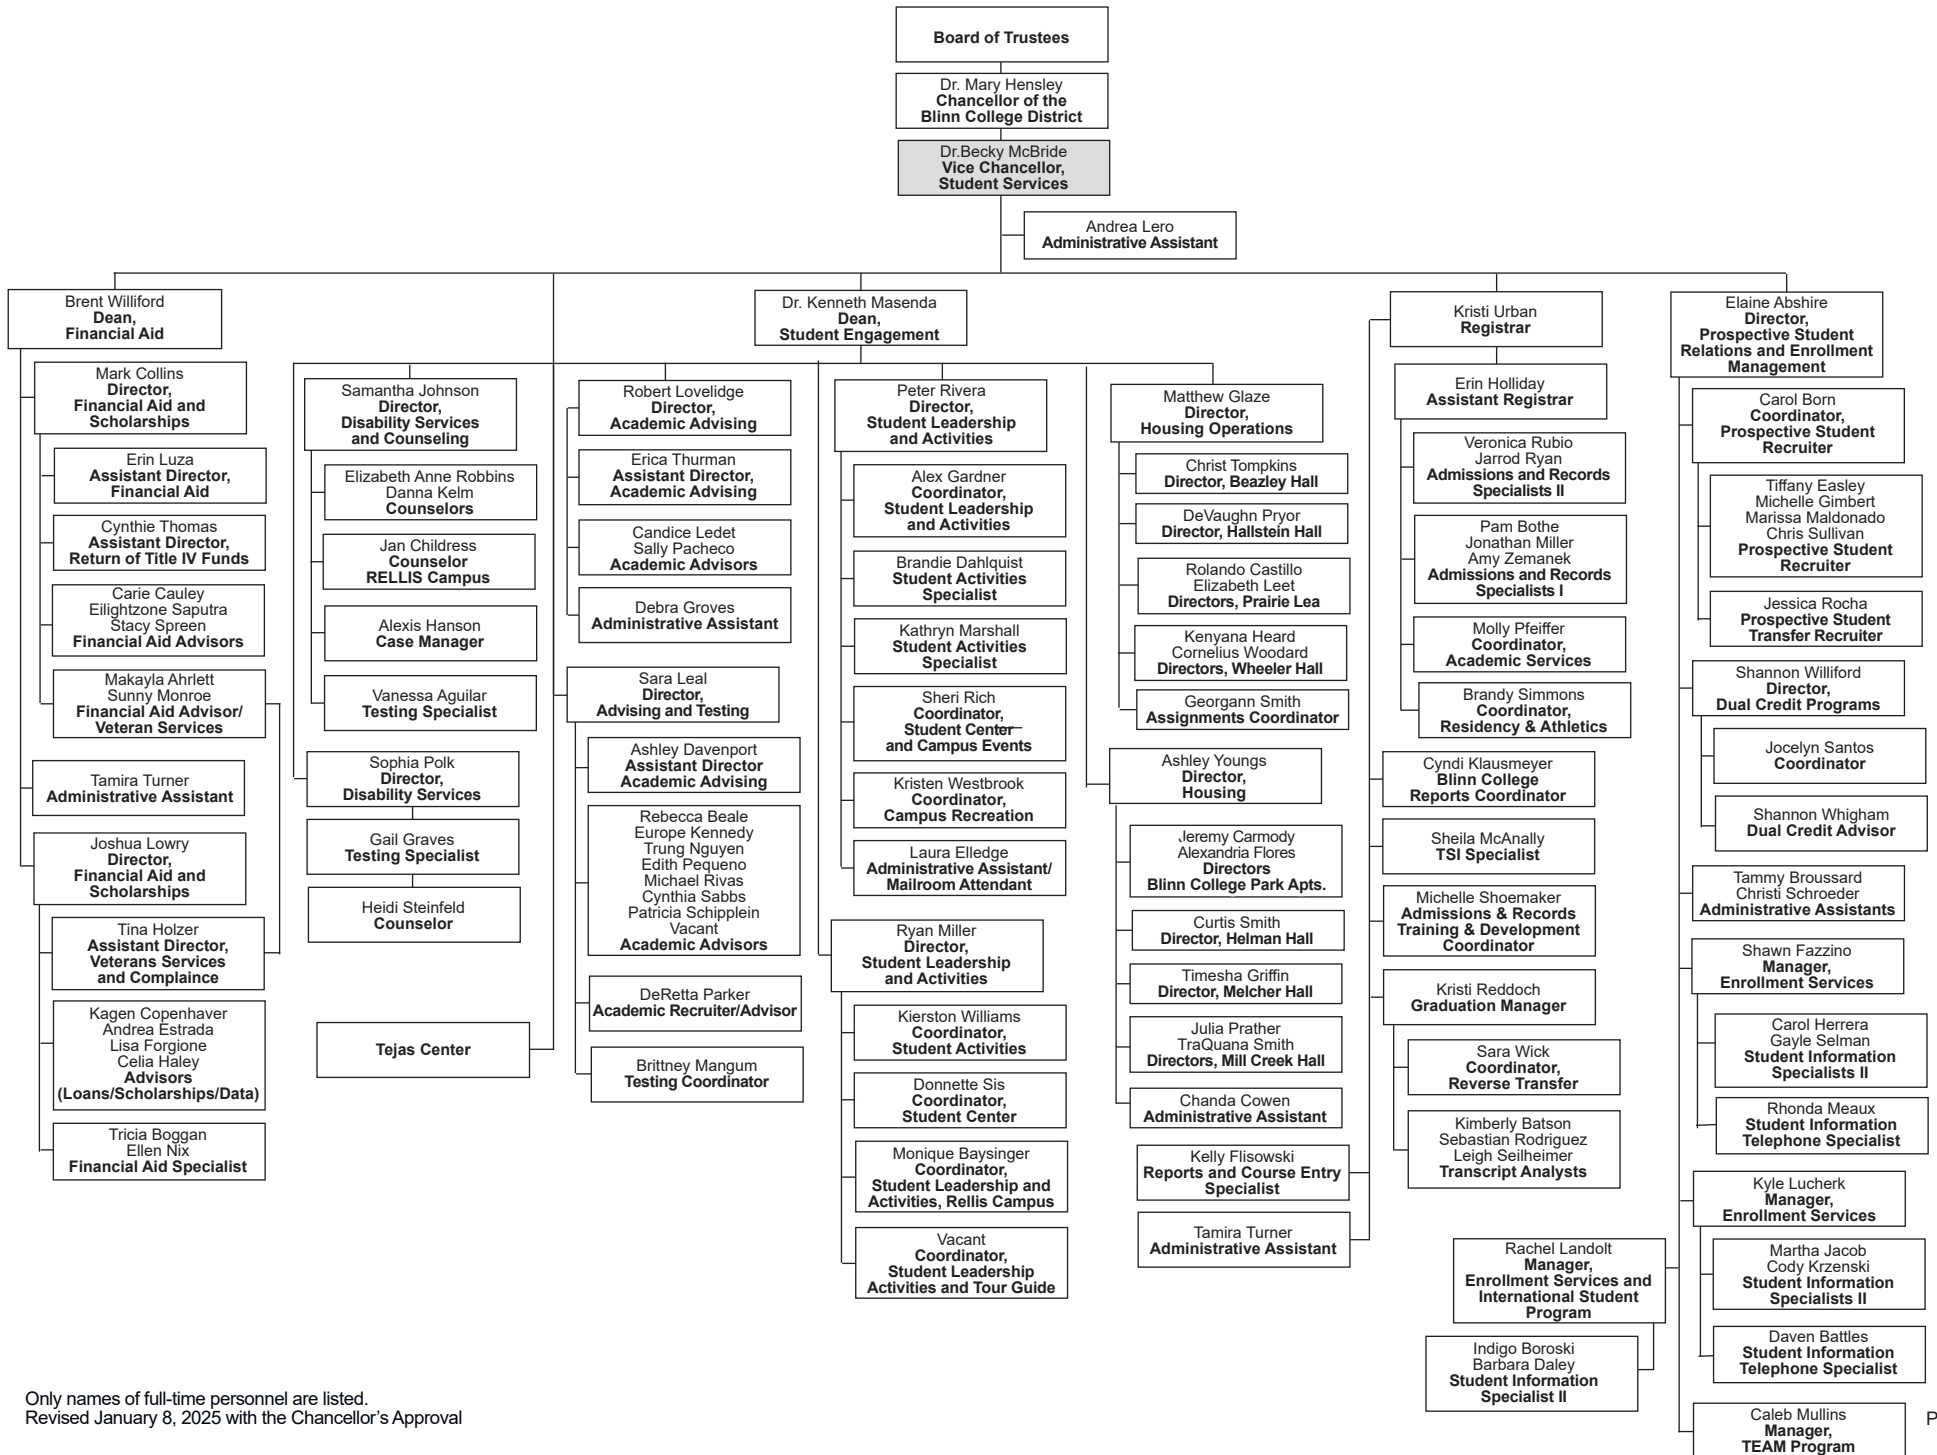 Board of Trustees
Dr. Mary Hensley
Chancellor of the
Blinn College District
Dr.Becky McBride
Vice Chancellor,
Student Services
Andrea Lero
Administrative Assistant
Brent Williford
Dean,
Financial Aid
Mark Collins
Director,
Financial Aid and
Scholarships
Erin Luza
Assistant Director,
Financial Aid
Cynthie Thomas
Assistant Director,
Return of Title IV Funds
Carie Cauley
Eilightzone Saputra
Stacy Spreen
Financial Aid Advisors
Makayla Ahrlett
Sunny Monroe
Financial Aid Advisor/
Veteran Services
Tamira Turner
Administrative Assistant
Joshua Lowry
Director,
Financial Aid and
Scholarships
Tina Holzer
Assistant Director,
Veterans Services
and Complaince
Kagen Copenhaver
Andrea Estrada
Lisa Forgione
Celia Haley
Advisors
(Loans/Scholarships/Data)
Tricia Boggan
Ellen Nix
Financial Aid Specialist
Dr. Kenneth Masenda
Dean,
Student Engagement
Samantha Johnson
Director,
Disability Services
and Counseling
Elizabeth Anne Robbins
Danna Kelm
Counselors
Jan Childress
Counselor
RELLIS Campus
Alexis Hanson
Case Manager
Vanessa Aguilar
Testing Specialist
Sophia Polk
Director,
Disability Services
Gail Graves
Testing Specialist
Heidi Steinfeld
Counselor
Tejas Center
Robert Lovelidge
Director,
Academic Advising
Erica Thurman
Assistant Director,
Academic Advising
Candice Ledet
Sally Pacheco
Academic Advisors
Debra Groves
Administrative Assistant
Sara Leal
Director,
Advising and Testing
Ashley Davenport
Assistant Director
Academic Advising
Rebecca Beale
Europe Kennedy
Trung Nguyen
Edith Pequeno
Michael Rivas
Cynthia Sabbs
Patricia Schipplein
Vacant
Academic Advisors
DeRetta Parker
Academic Recruiter/Advisor
Brittney Mangum
Testing Coordinator
Peter Rivera
Director,
Student Leadership
and Activities
Alex Gardner
Coordinator,
Student Leadership
and Activities
Brandie Dahlquist
Student Activities
Specialist
Kathryn Marshall
Student Activities
Specialist
Sheri Rich
Coordinator,
Student Center
and Campus Events
Kristen Westbrook
Coordinator,
Campus Recreation
Laura Elledge
Administrative Assistant/
Mailroom Attendant
Ryan Miller
Director,
Student Leadership
and Activities
Kierston Williams
Coordinator,
Student Activities
Donnette Sis
Coordinator,
Student Center
Monique Baysinger
Coordinator,
Student Leadership and
Activities, Rellis Campus
Vacant
Coordinator,
Student Leadership
Activities and Tour Guide
Matthew Glaze
Director,
Housing Operations
Christ Tompkins
Director, Beazley Hall
DeVaughn Pryor
Director, Hallstein Hall
Rolando Castillo
Elizabeth Leet
Directors, Prairie Lea
Kenyana Heard
Cornelius Woodard
Directors, Wheeler Hall
Georgann Smith
Assignments Coordinator
Ashley Youngs
Director,
Housing
Jeremy Carmody
Alexandria Flores
Directors
Blinn College Park Apts.
Curtis Smith
Director, Helman Hall
Timesha Griffin
Director, Melcher Hall
Julia Prather
TraQuana Smith
Directors, Mill Creek Hall
Chanda Cowen
Administrative Assistant
Kelly Flisowski
Reports and Course Entry
Specialist
Tamira Turner
Administrative Assistant
Kristi Urban
Registrar
Erin Holliday
Assistant Registrar
Veronica Rubio
Jarrod Ryan
Admissions and Records
Specialists II
Pam Bothe
Jonathan Miller
Amy Zemanek
Admissions and Records
Specialists I
Molly Pfeiffer
Coordinator,
Academic Services
Brandy Simmons
Coordinator,
Residency & Athletics
Cyndi Klausmeyer
Blinn College
Reports Coordinator
Sheila McAnally
TSI Specialist
Michelle Shoemaker
Admissions & Records
Training & Development
Coordinator
Kristi Reddoch
Graduation Manager
Sara Wick
Coordinator,
Reverse Transfer
Kimberly Batson
Sebastian Rodriguez
Leigh Seilheimer
Transcript Analysts
Elaine Abshire
Director,
Prospective Student
Relations and Enrollment
Management
Carol Born
Coordinator,
Prospective Student
Recruiter
Tiffany Easley
Michelle Gimbert
Marissa Maldonado
Chris Sullivan
Prospective Student
Recruiter
Jessica Rocha
Prospective Student
Transfer Recruiter
Shannon Williford
Director,
Dual Credit Programs
Jocelyn Santos
Coordinator
Shannon Whigham
Dual Credit Advisor
Tammy Broussard
Christi Schroeder
Administrative Assistants
Shawn Fazzino
Manager,
Enrollment Services
Carol Herrera
Gayle Selman
Student Information
Specialists II
Rhonda Meaux
Student Information
Telephone Specialist
Kyle Lucherk
Manager,
Enrollment Services
Martha Jacob
Cody Krzenski
Student Information
Specialists II
Daven Battles
Student Information
Telephone Specialist
Rachel Landolt
Manager,
Enrollment Services and
International Student
Program
Indigo Boroski
Barbara Daley
Student Information
Specialist II
Caleb Mullins
Manager,
TEAM Program
Only names of full-time personnel are listed.
Revised January 8, 2025 with the Chancellor's Approval
P